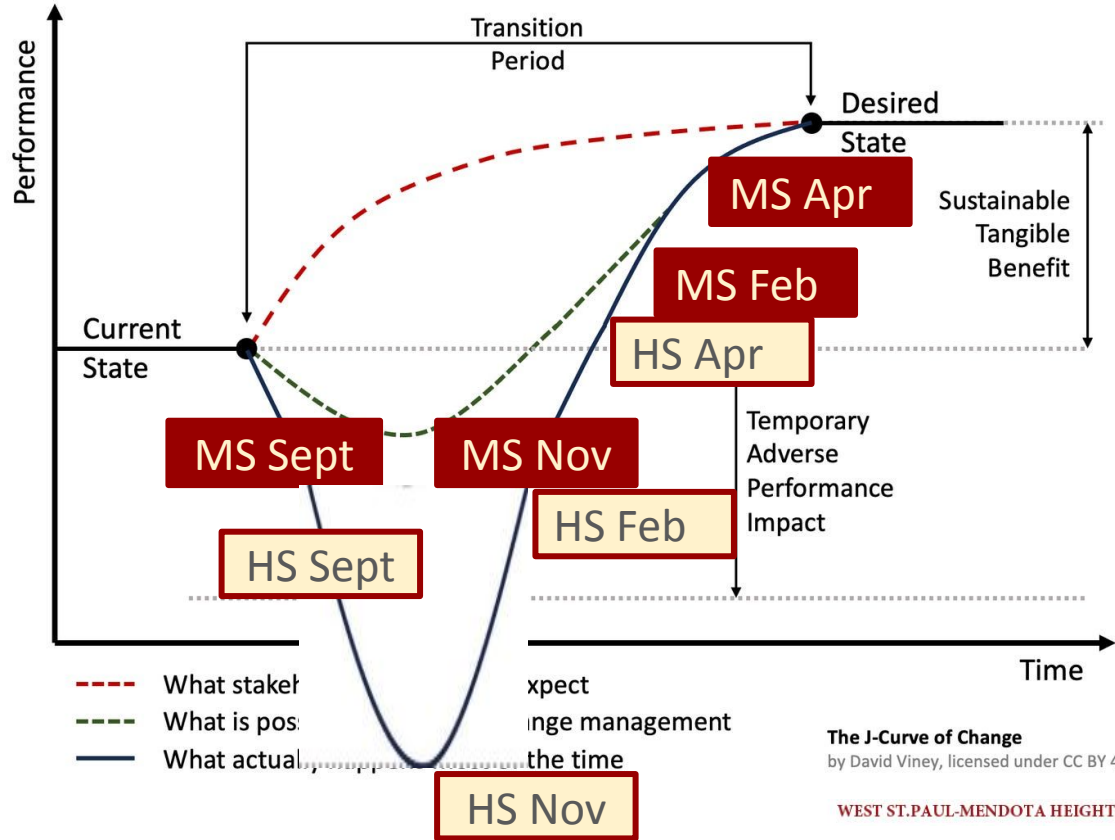 Performance
Transition
Period
Desired
State
MS Apr
Sustainable
Tangible
Benefit
MS Feb
Current
State
HS Apr
MS Sept
MS Nov
Temporary
Adverse
Performance
Impact
HS Feb
HS Sept
Time
What xpect
What is ange management
What the time
HS Nov
The J-Curve of Change
by David Viney, licensed under CC BY 4
WEST ST.PAUL-MENDOTA HEIGHT